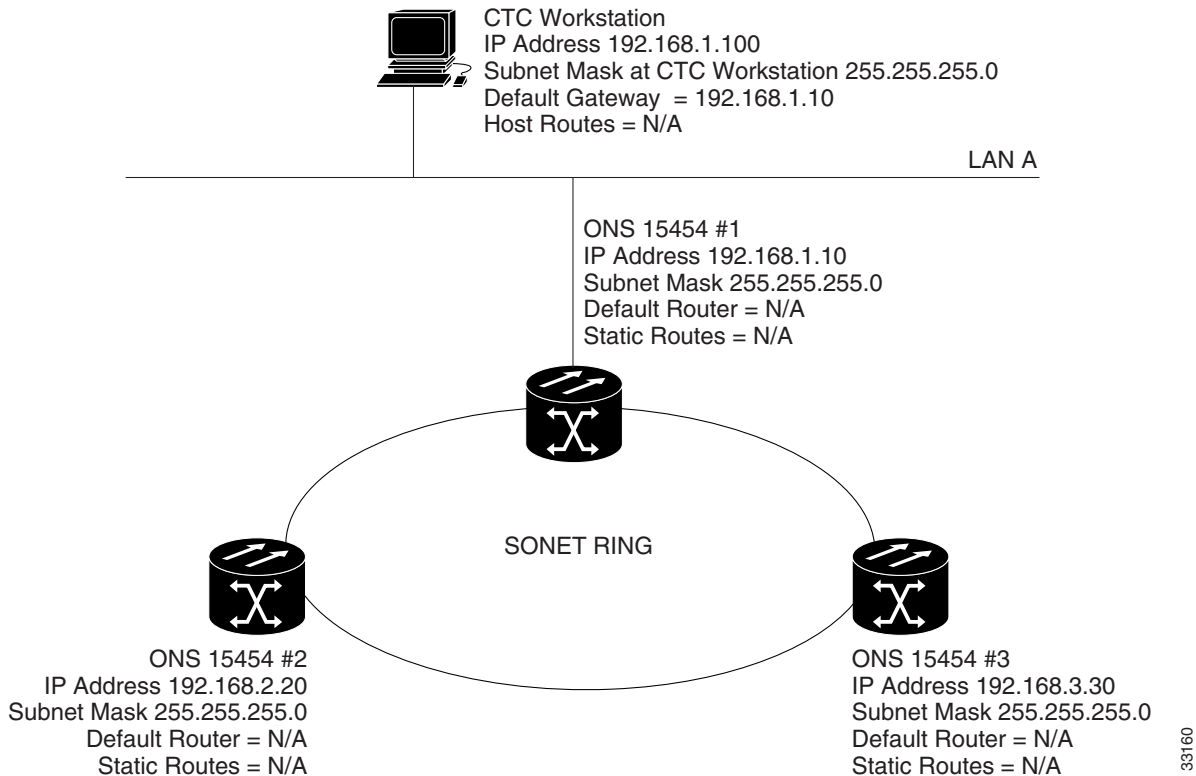 CTC Workstation
IP Address 192.168.1.100
Subnet Mask at CTC Workstation 255.255.255.0
Default Gateway = 192.168.1.10
Host Routes = N/A
LAN A
ONS 15454 #1
IP Address 192.168.1.10
Subnet Mask 255.255.255.0
Default Router = N/A
Static Routes = N/A
SONET RING
ONS 15454 #2
IP Address 192.168.2.20
Subnet Mask 255.255.255.0
Default Router = N/A
Static Routes = N/A
ONS 15454 #3
IP Address 192.168.3.30
Subnet Mask 255.255.255.0
Default Router = N/A
Static Routes = N/A
33160